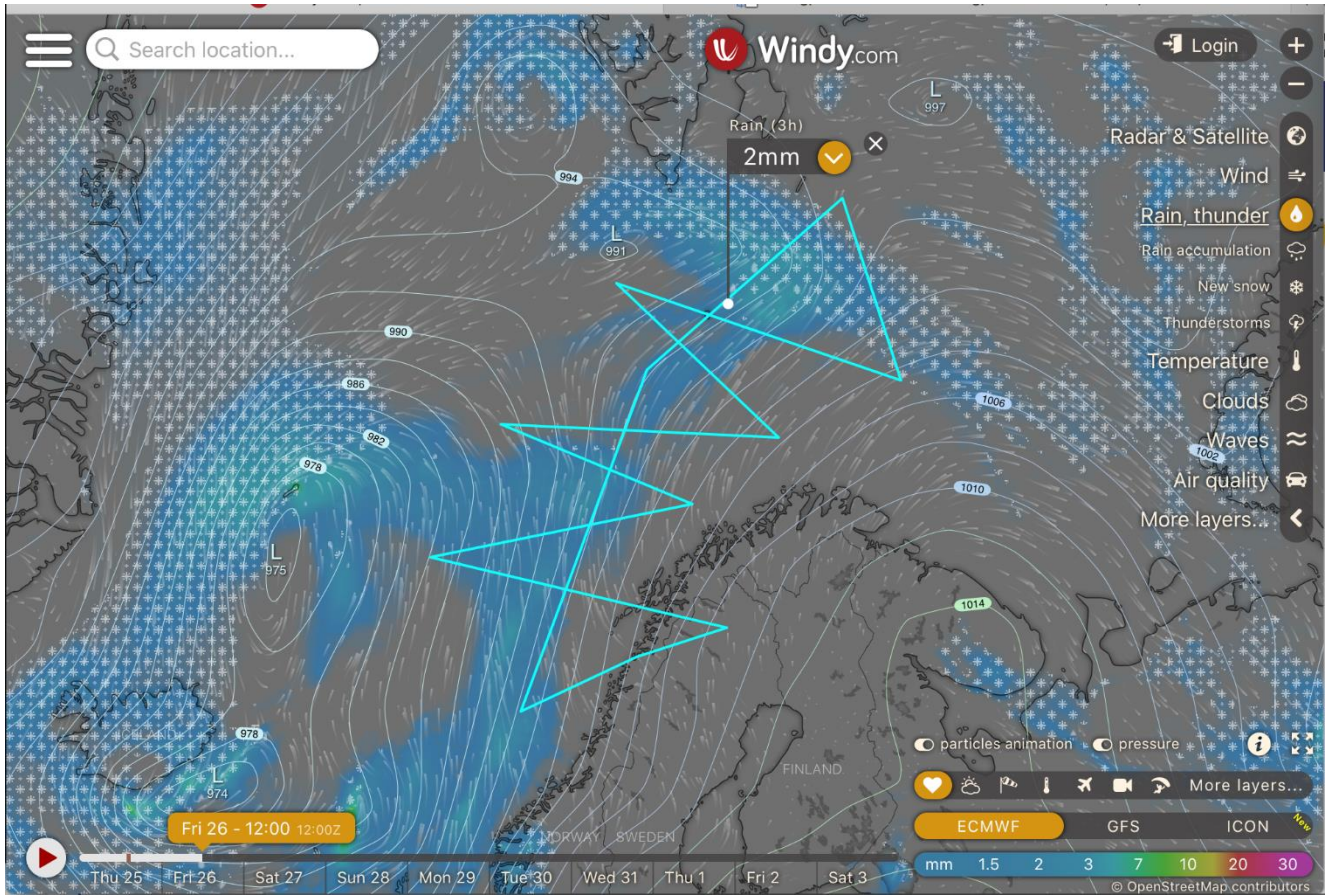 Search location...
Windy.com
Login
+
−
L
997
Rain (3h)
2mm
Radar & Satellite
Wind
Rain, thunder
Rain accumulation
New snow
Thunderstorms
Temperature
Clouds
Waves
Air quality
More layers...
994
L
991
990
986
982
978
1006
1002
1010
L
975
1014
978
ICELAND
L
974
FINLAND
NORWAY
SWEDEN
particles animation
pressure
i
More layers...
ECMWF
GFS
ICON
New
Fri 26 - 12:00 12:00Z
Thu 25
Fri 26
Sat 27
Sun 28
Mon 29
Tue 30
Wed 31
Thu 1
Fri 2
Sat 3
mm 1.5 2 3 7 10 20 30
© OpenStreetMap contributors